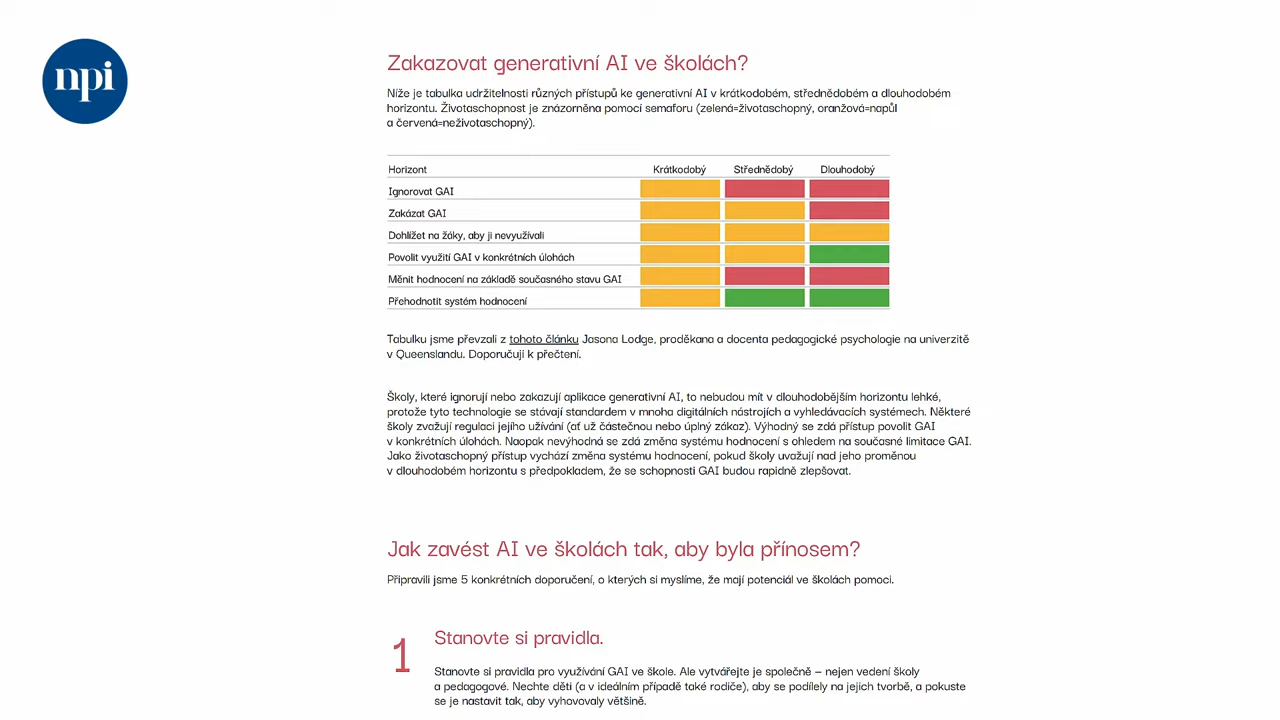 npi
Zakazovat generativní AI ve školách?
Níže je tabulka udržitelnosti různých přístupů ke generativní AI v krátkodobém, střednědobém a dlouhodobém
horizontu. Životaschopnost je znázorněna pomocí semaforu (zelená=životaschopný, oranžová=napůl
a červená=neživotaschopný).
Horizont Krátkodobý Střednědobý Dlouhodobý
Ignorovat GAI
Zakázat GAI
Dohlížet na žáky, aby ji nevyužívali
Povolit využití GAI v konkrétních úlohách
Měnit hodnocení na základě současného stavu GAI
Přehodnotit systém hodnocení
Tabulku jsme převzali z tohoto článku Jasona Lodge, proděkana a docenta pedagogické psychologie na univerzitě
v Queenslandu. Doporučuji k přečtení.
Školy, které ignorují nebo zakazují aplikace generativní AI, to nebudou mít v dlouhodobějším horizontu lehké,
protože tyto technologie se stávají standardem v mnoha digitálních nástrojích a vyhledávacích systémech. Některé
školy zvažují regulaci jejího užívání (ať už částečnou nebo úplný zákaz). Výhodný se zdá přístup povolit GAI
v konkrétních úlohách. Naopak nevýhodná se zdá změna systému hodnocení s ohledem na současné limitace GAI.
Jako životaschopný přístup vychází změna systému hodnocení, pokud školy uvažují nad jeho proměnou
v dlouhodobém horizontu s předpokladem, že se schopnosti GAI budou rapidně zlepšovat.
Jak zavést AI ve školách tak, aby byla přínosem?
Připravili jsme 5 konkrétních doporučení, o kterých si myslíme, že mají potenciál ve školách pomoci.
1 Stanovte si pravidla.
Stanovte si pravidla pro využívání GAI ve škole. Ale vytvářejte je společně – nejen vedení školy
a pedagogové. Nechte děti (a v ideálním případě také rodiče), aby se podílely na jejich tvorbě, a pokuste
se je nastavit tak, aby vyhovovaly většině.